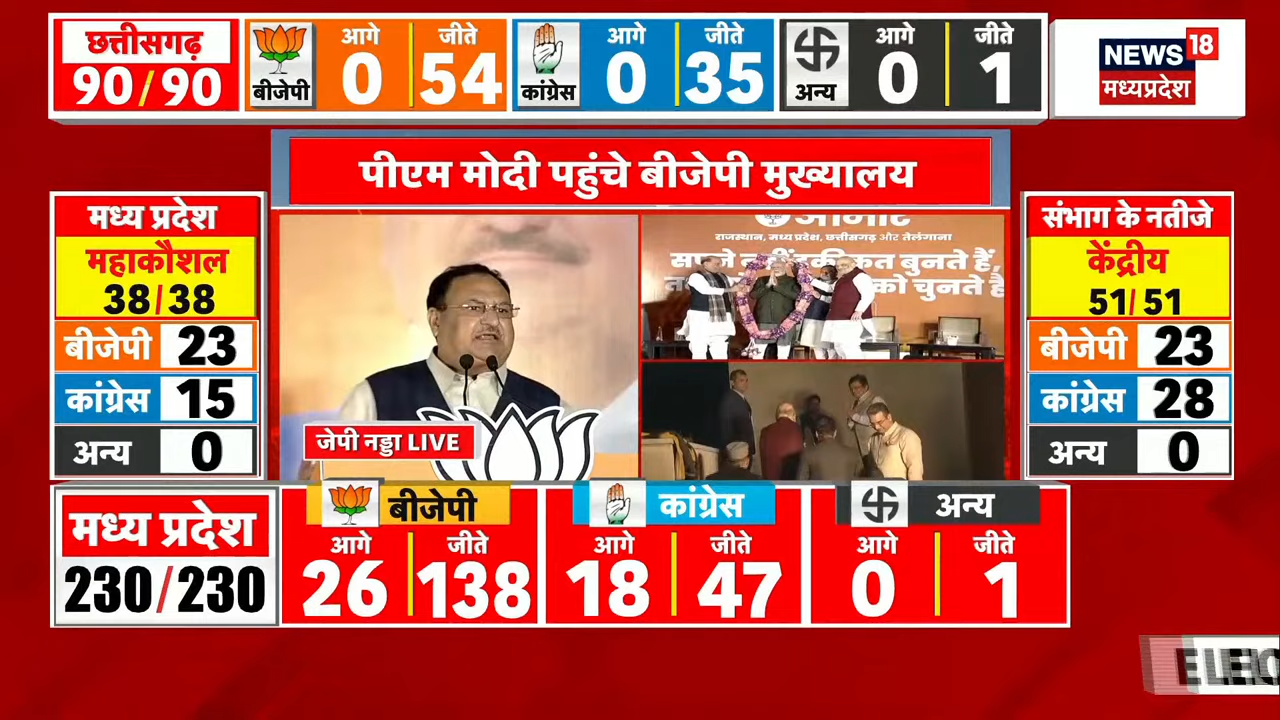 छत्तीसगढ़
90/90
बीजेपी
आगे
0
जीते
54
कांग्रेस
आगे
0
जीते
35
अन्य
आगे
0
जीते
1
NEWS 18
मध्यप्रदेश
पीएम मोदी पहुंचे बीजेपी मुख्यालय
मध्य प्रदेश
महाकौशल
38/38
बीजेपी 23
कांग्रेस 15
अन्य 0
राजस्थान, मध्य प्रदेश, छत्तीसगढ़ और तेलंगाना
बुनते हैं,
को चुनते हैं
जेपी नड्डा LIVE
संभाग के नतीजे
केंद्रीय
51/51
बीजेपी 23
कांग्रेस 28
अन्य 0
मध्य प्रदेश
230/230
बीजेपी
आगे
26
जीते
138
कांग्रेस
आगे
18
जीते
47
अन्य
आगे
0
जीते
1